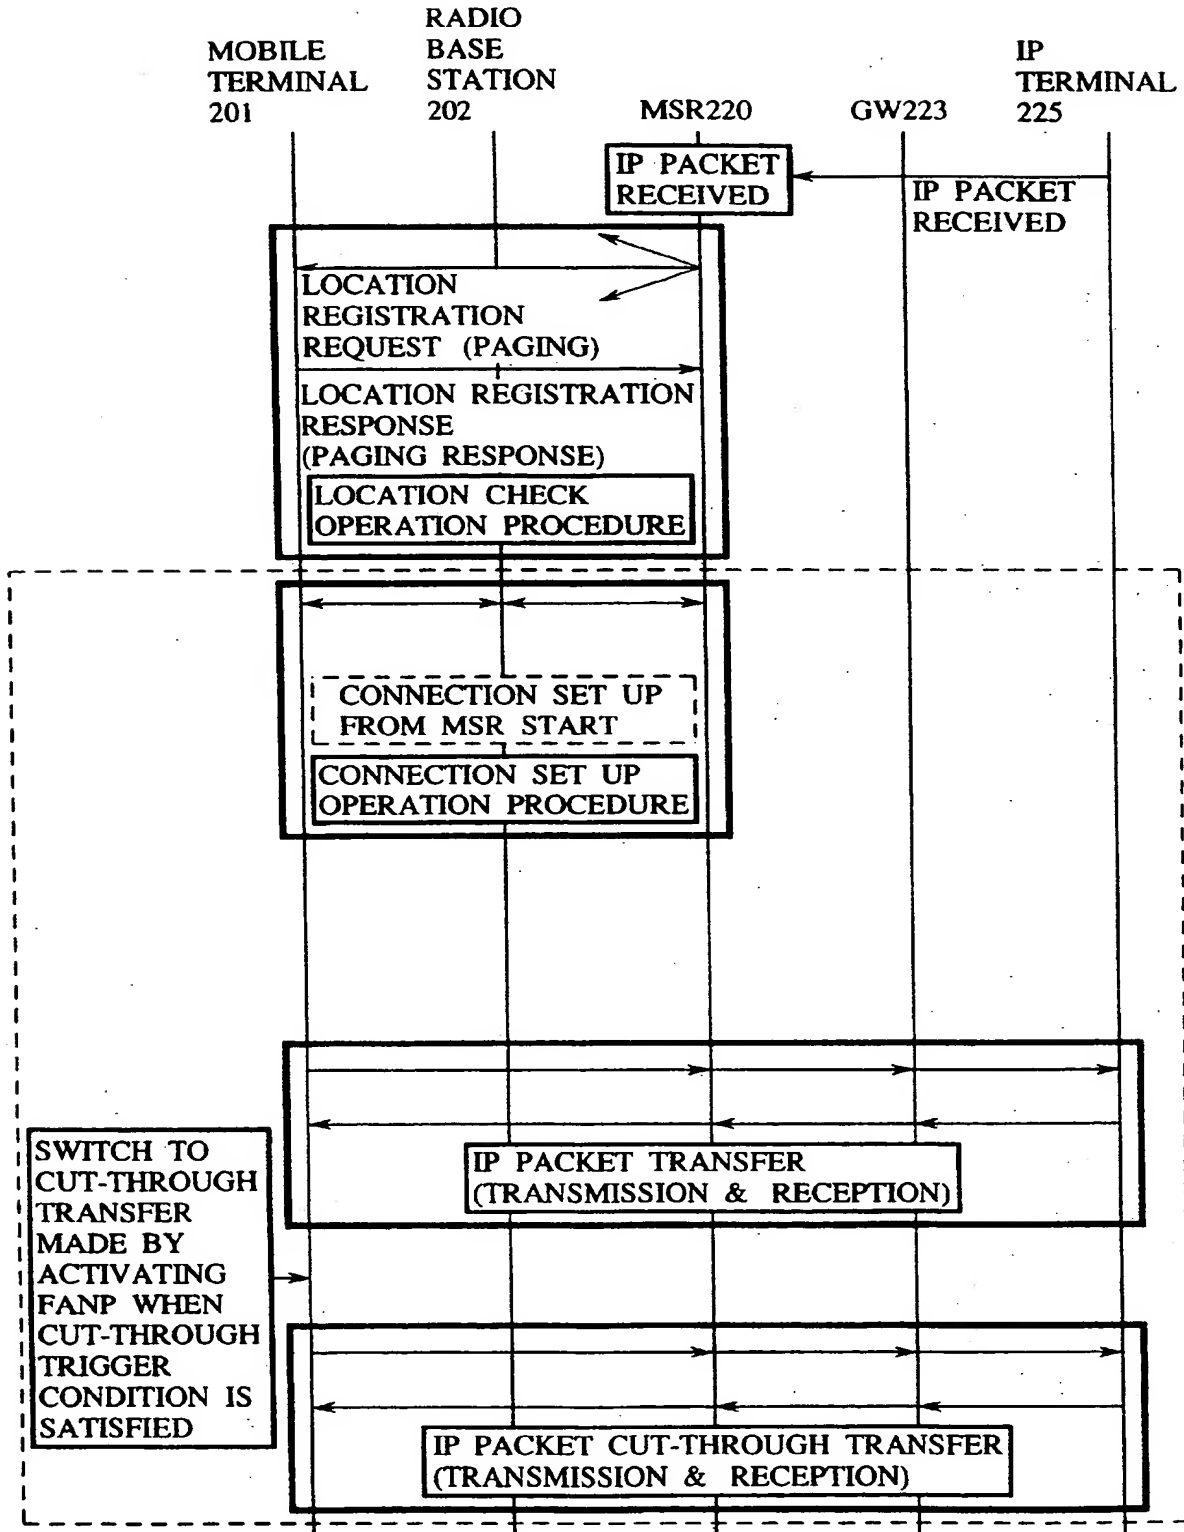 MOBILE
TERMINAL
201
RADIO
BASE
STATION
202
MSR220
GW223
IP
TERMINAL
225
IP PACKET
RECEIVED
IP PACKET
RECEIVED
LOCATION
REGISTRATION
REQUEST (PAGING)
LOCATION REGISTRATION
RESPONSE
(PAGING RESPONSE)
LOCATION CHECK
OPERATION PROCEDURE
CONNECTION SET UP
FROM MSR START
CONNECTION SET UP
OPERATION PROCEDURE
IP PACKET TRANSFER
(TRANSMISSION & RECEPTION)
SWITCH TO
CUT-THROUGH
TRANSFER
MADE BY
ACTIVATING
FANP WHEN
CUT-THROUGH
TRIGGER
CONDITION IS
SATISFIED
IP PACKET CUT-THROUGH TRANSFER
(TRANSMISSION & RECEPTION)